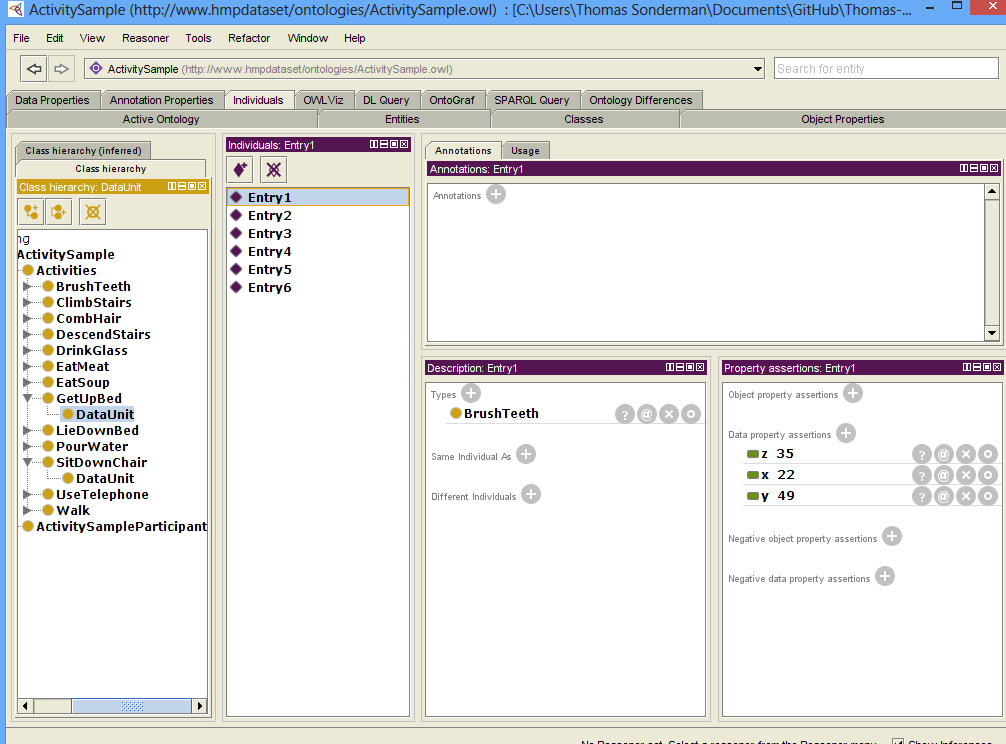 ActivitySample (http://www.hmpdataset/ontologies/ActivitySample.owl) : [C:\Users\Thomas Sonderman\Documents\GitHub\Thomas-...
File Edit View Reasoner Tools Refactor Window Help
ActivitySample (http://www.hmpdataset/ontologies/ActivitySample.owl)
Search for entity
Data Properties Annotation Properties Individuals OWLViz DL Query OntoGraf SPARQL Query Ontology Differences
Active Ontology Entities Classes Object Properties
Class hierarchy (inferred)
Class hierarchy
Class hierarchy: DataUnit
ng
ActivitySample
Activities
BrushTeeth
ClimbStairs
CombHair
DescendStairs
DrinkGlass
EatMeat
EatSoup
GetUpBed
DataUnit
LieDownBed
PourWater
SitDownChair
DataUnit
UseTelephone
Walk
ActivitySampleParticipant
Individuals: Entry1
Entry1
Entry2
Entry3
Entry4
Entry5
Entry6
Annotations Usage
Annotations: Entry1
Annotations
Description: Entry1
Types
BrushTeeth
Same Individual As
Different Individuals
Property assertions: Entry1
Object property assertions
Data property assertions
z 35
x 22
y 49
Negative object property assertions
Negative data property assertions
No Reasoner set. Select a reasoner from the Reasoner menu Show Inferences